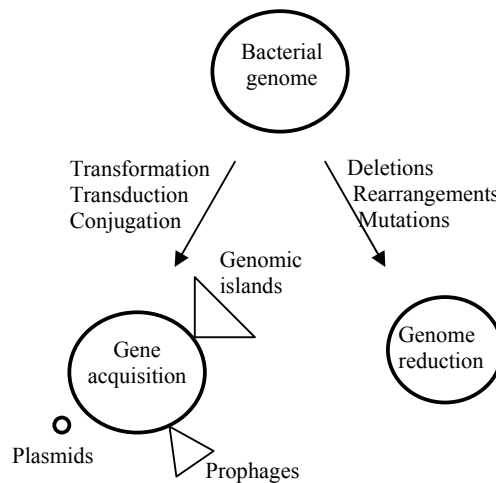 Bacterial
genome
Transformation
Transduction
Conjugation
Deletions
Rearrangements
Mutations
Genomic
islands
Gene
acquisition
Genome
reduction
Plasmids
Prophages